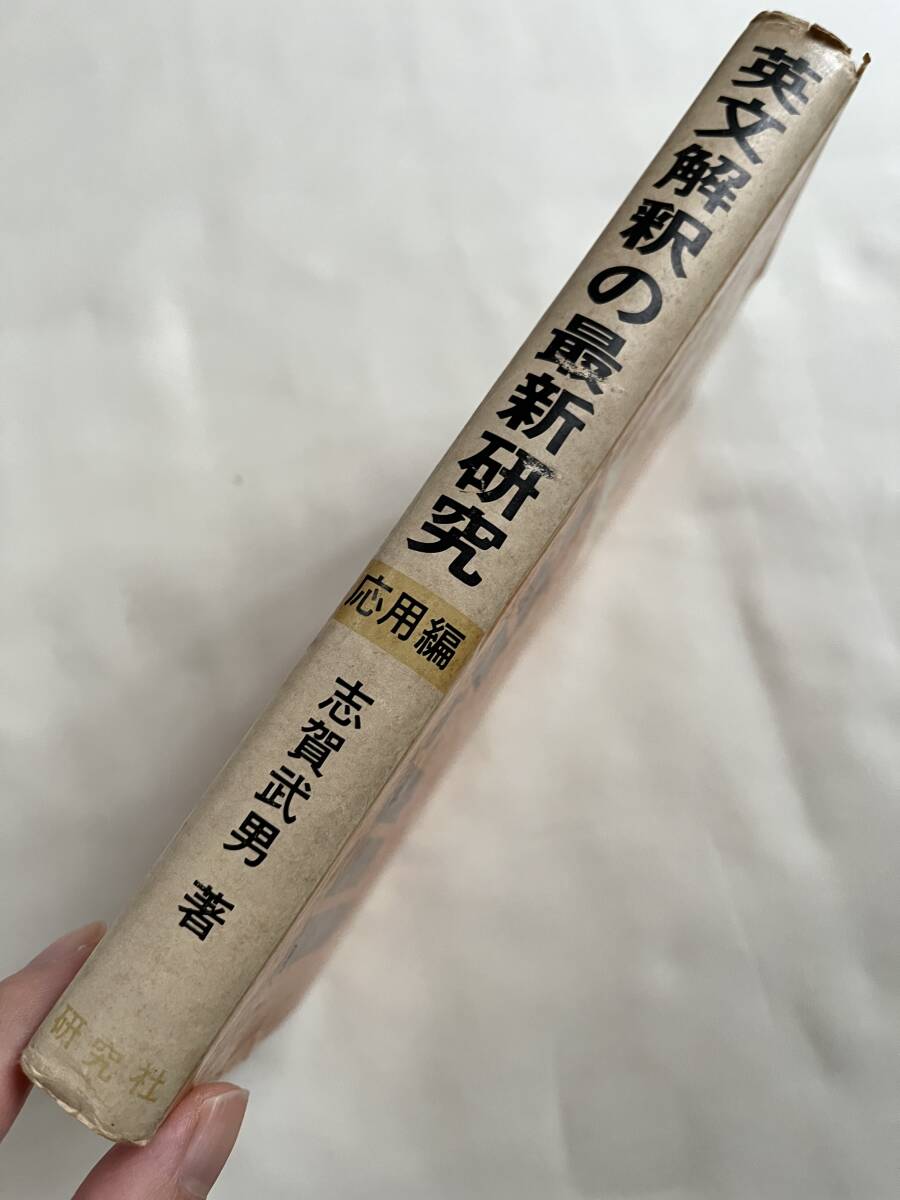 英文解釈の最新研究
応用編
志賀武男 著
研究社